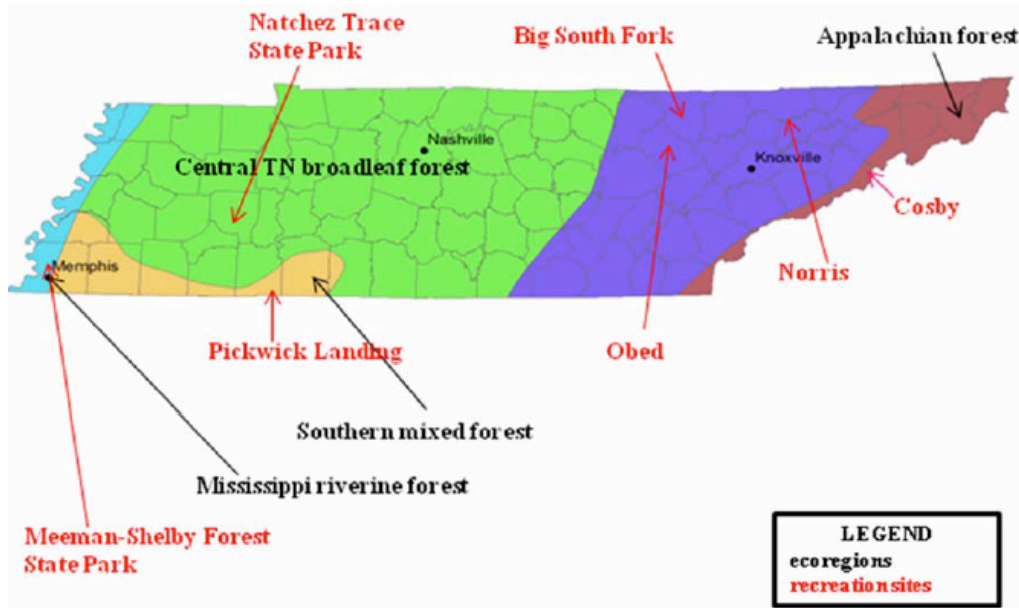 Natchez Trace
State Park
Big South Fork
Appalachian forest
Nashville
Central TN broadleaf forest
Knoxville
Cosby
Memphis
Norris
Pickwick Landing
Obed
Southern mixed forest
Mississippi riverine forest
Meeman-Shelby Forest
State Park
LEGEND
ecoregions
recreation sites